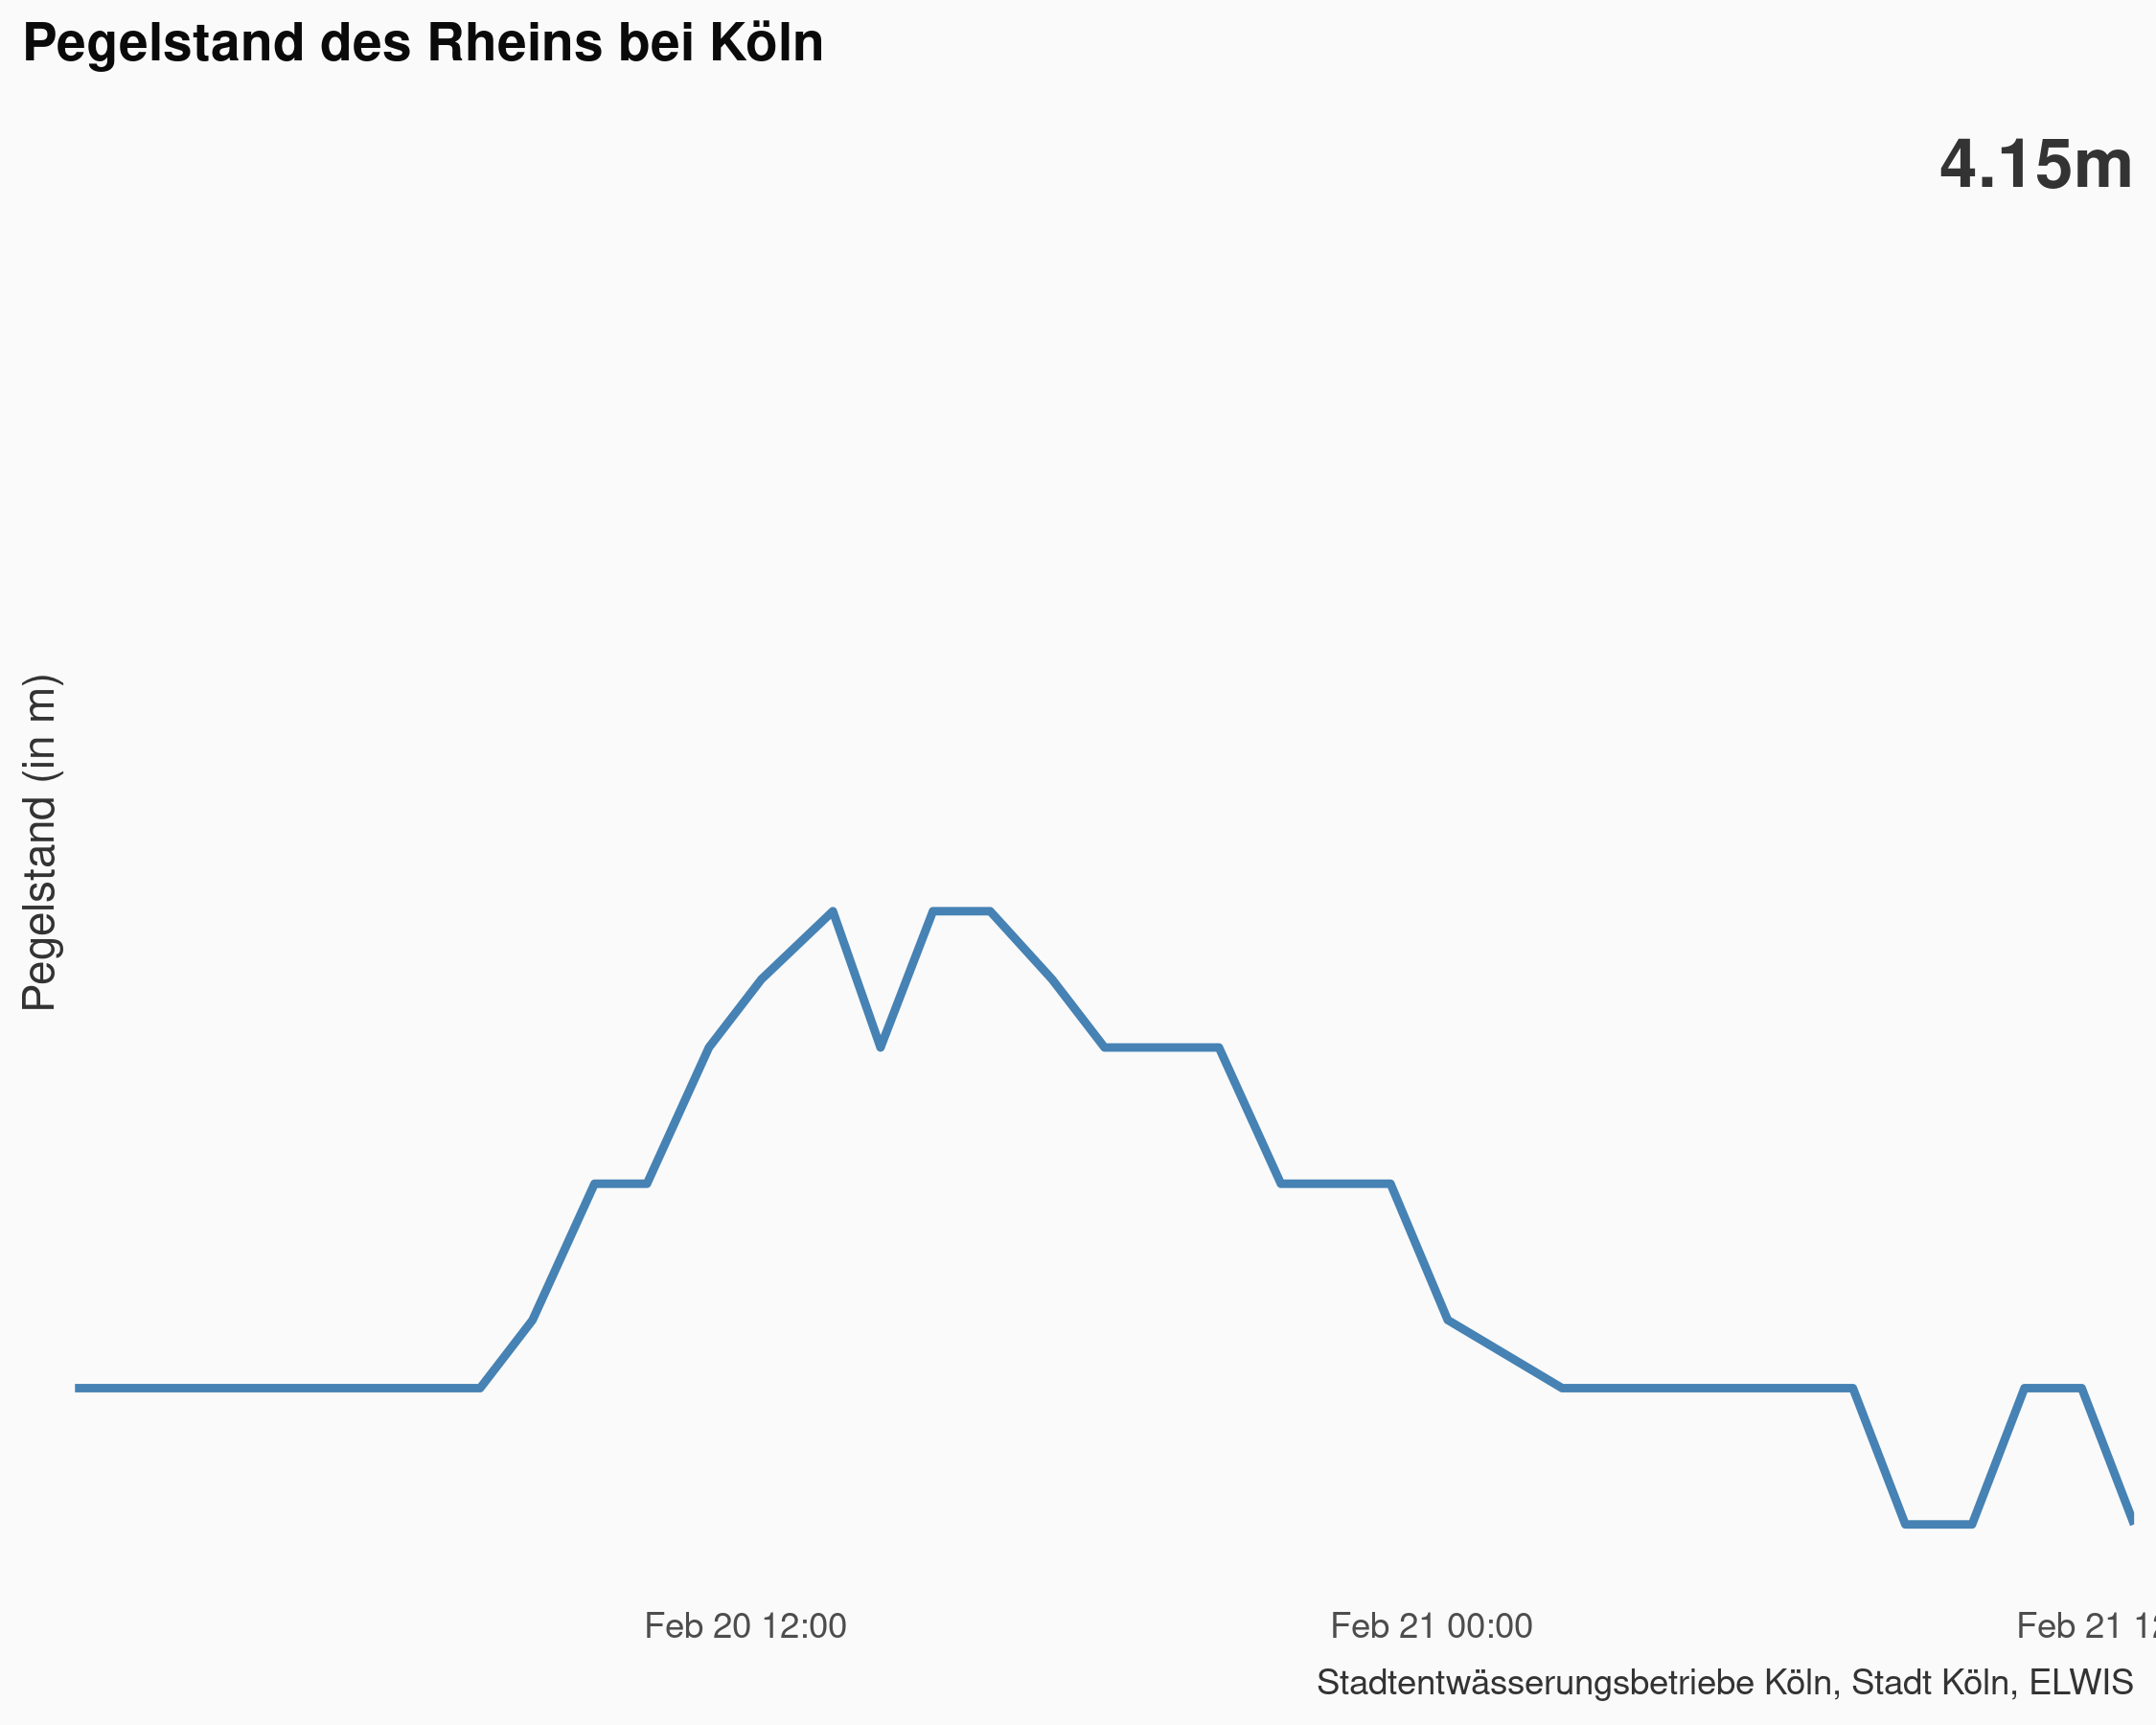 Pegelstand des Rheins bei Köln
4.15m
Pegelstand (in m)
Feb 20 12:00
Feb 21 00:00
Feb 21
Stadtentwässerungsbetriebe Köln, Stadt Köln, ELWIS